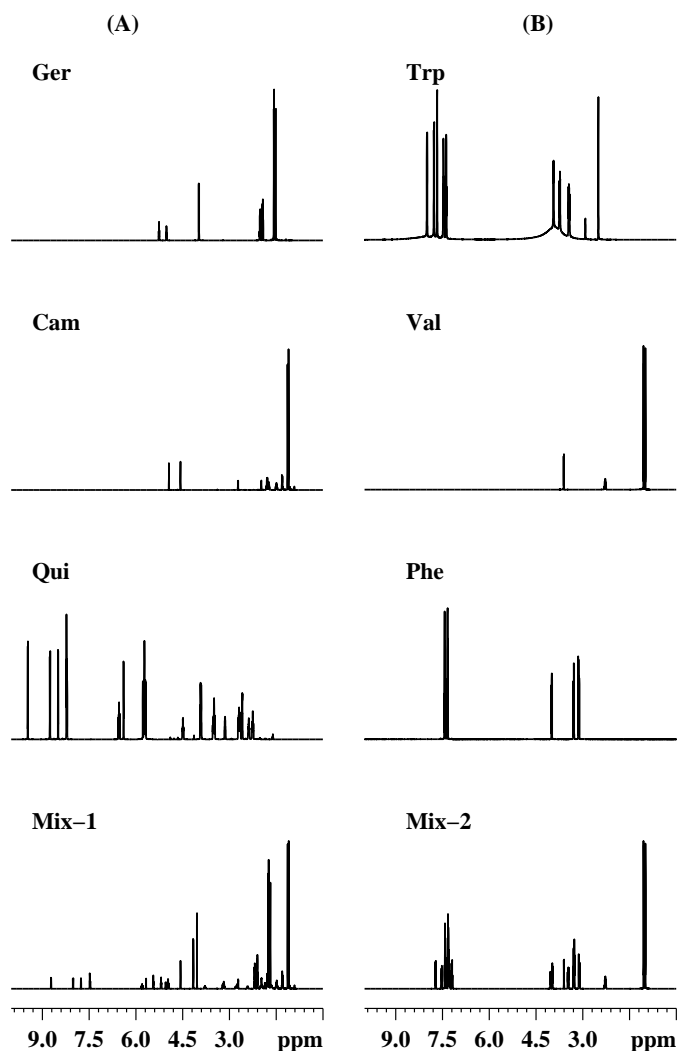 (A) (B)
Ger Trp
Cam Val
Qui Phe
Mix−1 Mix−2
9.0 7.5 6.0 4.5 3.0 ppm 9.0 7.5 6.0 4.5 3.0 ppm